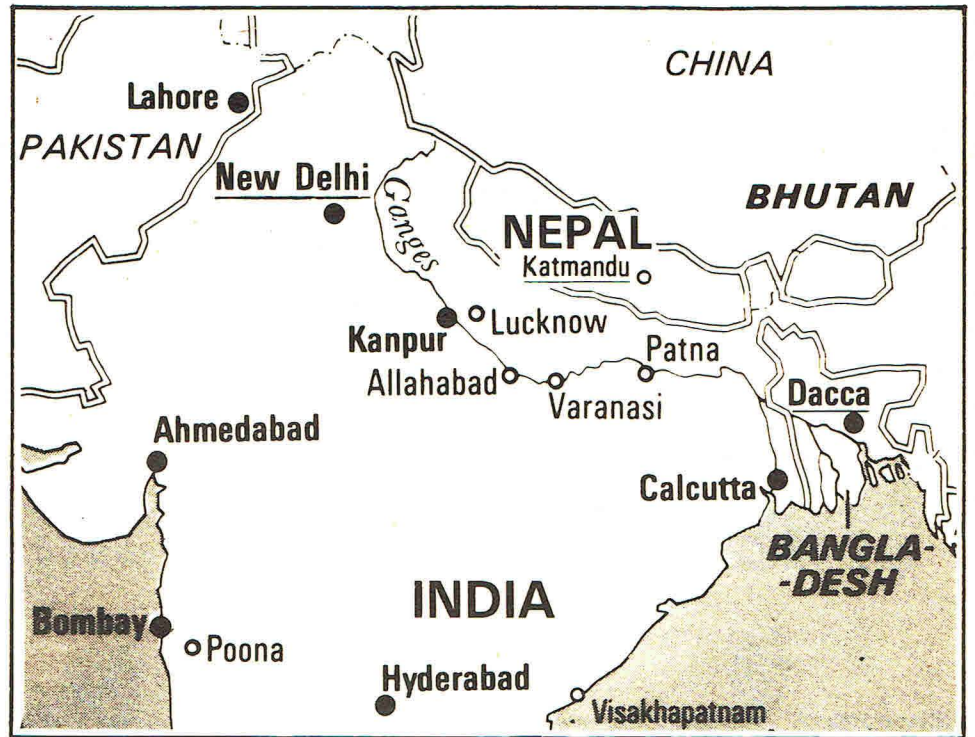 CHINA
Lahore
PAKISTAN
New Delhi
Ganges
BHUTAN
NEPAL
Katmandu
Lucknow
Kanpur
Patna
Allahabad
Varanasi
Dacca
Ahmedabad
Calcutta
BANGLA-
-DESH
INDIA
Bombay
Poona
Hyderabad
Visakhapatnam